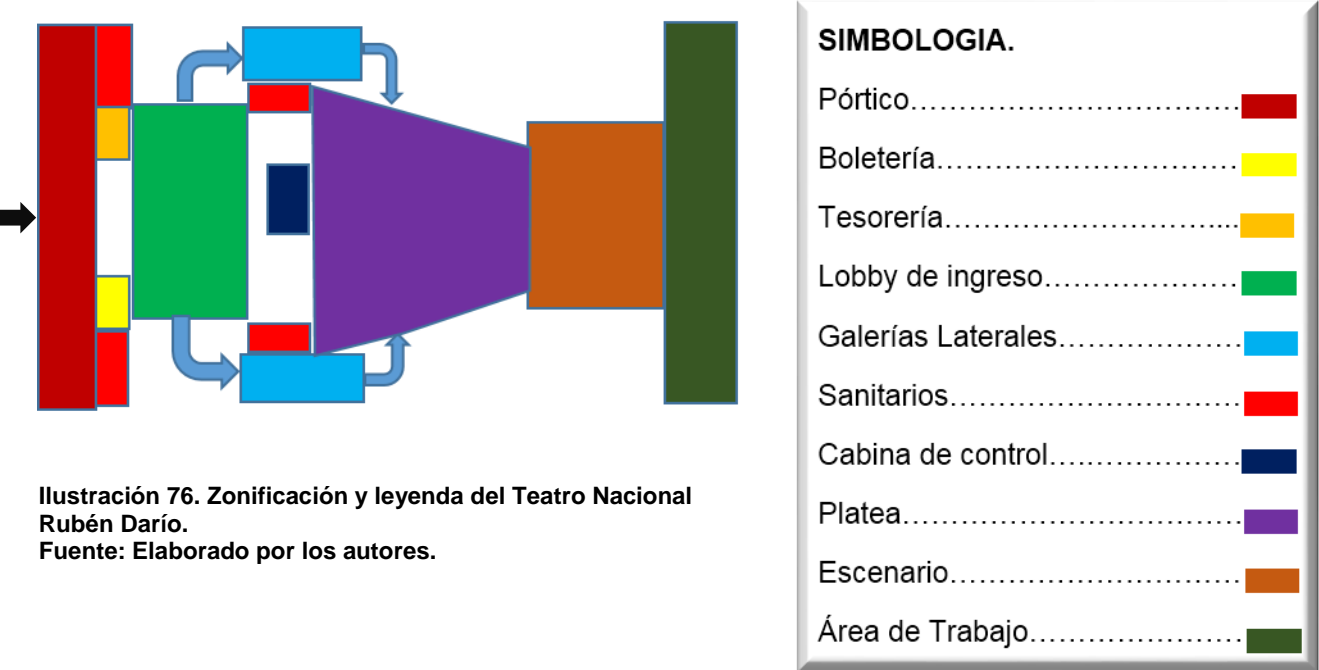 Ilustración 76. Zonificación y leyenda del Teatro Nacional
Rubén Darío.
Fuente: Elaborado por los autores.
SIMBOLOGIA.
Pórtico……………………………………
Boletería…………………………………
Tesorería……………………………....
Lobby de ingreso……………………
Galerías Laterales………………….
Sanitarios………………………………
Cabina de control…………………..
Platea……………………………………
Escenario………………………………
Área de Trabajo……………………..